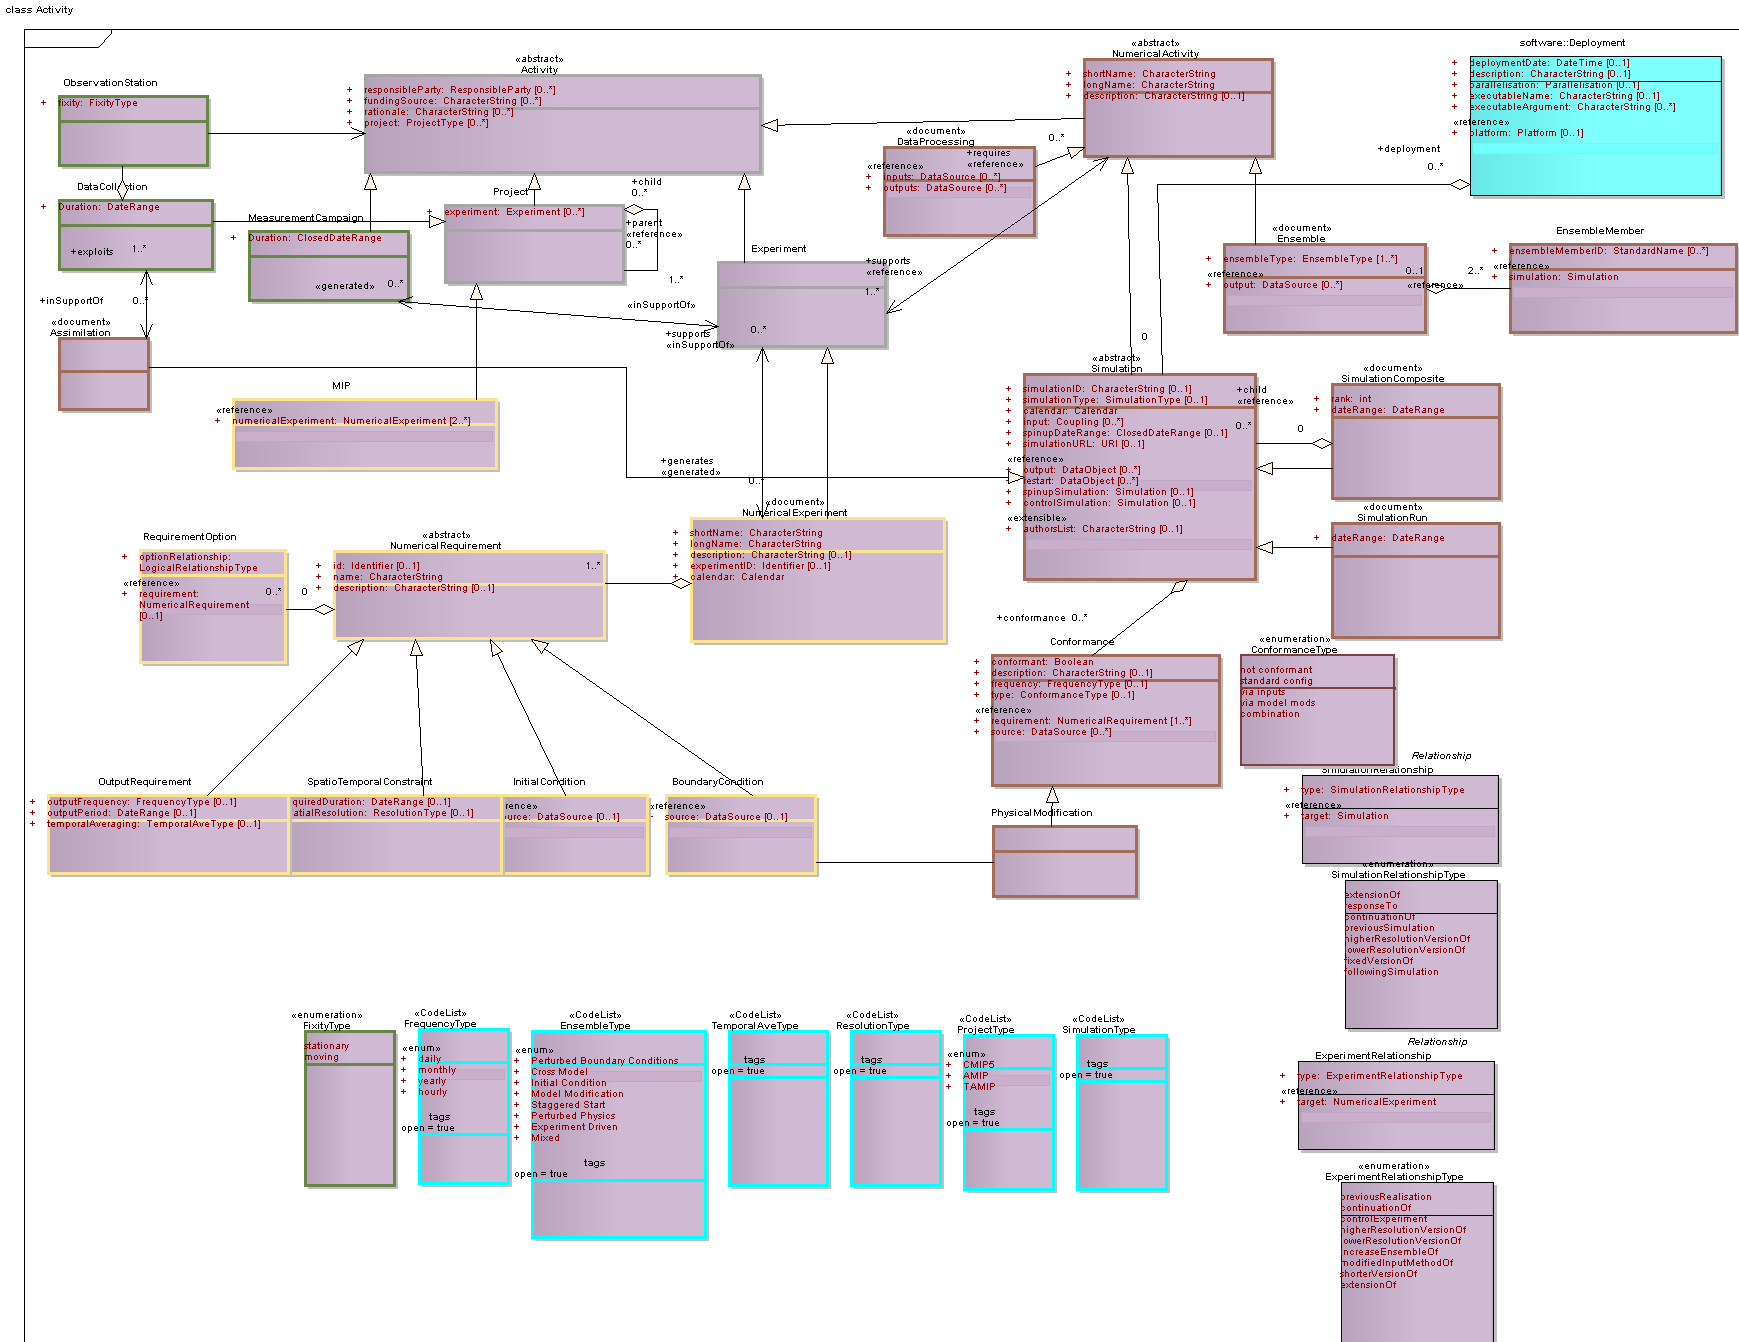 class Activity
ObservationStation
+ fixity: FixityType
DataCollection
+ Duration: DateRange
+exploits 1..*
+inSupportOf 0..*
«document»
Assimilation
MeasurementCampaign
+ Duration: ClosedDateRange
«generated» 0..*
«abstract»
Activity
+ responsibleParty: ResponsibleParty [0..*]
+ fundingSource: CharacterString [0..*]
+ rationale: CharacterString [0..*]
+ project: ProjectType [0..*]
Project
+ experiment: Experiment [0..*]
+child
0..*
+parent
«reference»
0..*
1..*
«inSupportOf»
+supports
«inSupportOf»
Experiment
1..*
0..*
+supports
«reference»
«abstract»
NumericalActivity
+ shortName: CharacterString
+ longName: CharacterString
+ description: CharacterString [0..1]
0..*
+requires
«reference»
«document»
DataProcessing
«reference»
+ inputs: DataSource [0..*]
+ outputs: DataSource [0..*]
software::Deployment
+ deploymentDate: DateTime [0..1]
+ description: CharacterString [0..1]
+ parallelisation: Parallelisation [0..1]
+ executableName: CharacterString [0..1]
+ executableArgument: CharacterString [0..*]
«reference»
+ platform: Platform [0..1]
+deployment
0..*
«document»
Ensemble
+ ensembleType: EnsembleType [1..*]
«reference»
+ output: DataSource [0..*]
0..1
«reference»
2..*
EnsembleMember
+ ensembleMemberID: StandardName [0..*]
«reference»
+ simulation: Simulation
MIP
«reference»
+ numericalExperiment: NumericalExperiment [2..*]
+generates
«generated»
0..*
0
«abstract»
Simulation
+ simulationID: CharacterString [0..1]
+ simulationType: SimulationType [0..1]
+ calendar: Calendar
+ input: Coupling [0..*]
+ spinupDateRange: ClosedDateRange [0..1]
+ simulationURL: URI [0..1]
«reference»
+ output: DataObject [0..*]
+ restart: DataObject [0..*]
+ spinupSimulation: Simulation [0..1]
+ controlSimulation: Simulation [0..1]
«extensible»
+ authorsList: CharacterString [0..1]
+child
«reference»
0..*
0
«document»
SimulationComposite
+ rank: int
+ dateRange: DateRange
«document»
SimulationRun
+ dateRange: DateRange
RequirementOption
+ optionRelationship:
LogicalRelationshipType
«reference»
+ requirement:
NumericalRequirement
[0..1]
0..*
0
«abstract»
NumericalRequirement
+ id: Identifier [0..1]
+ name: CharacterString
+ description: CharacterString [0..1]
1..*
«document»
NumericalExperiment
+ shortName: CharacterString
+ longName: CharacterString
+ description: CharacterString [0..1]
+ experimentID: Identifier [0..1]
+ calendar: Calendar
+conformance 0..*
Conformance
+ conformant: Boolean
+ description: CharacterString [0..1]
+ frequency: FrequencyType [0..1]
+ type: ConformanceType [0..1]
«reference»
+ requirement: NumericalRequirement [1..*]
+ source: DataSource [0..*]
«enumeration»
ConformanceType
not conformant
standard config
via inputs
via model mods
combination
OutputRequirement
+ outputFrequency: FrequencyType [0..1]
+ outputPeriod: DateRange [0..1]
+ temporalAveraging: TemporalAveType [0..1]
SpatioTemporalConstraint
quiredDuration: DateRange [0..1]
atialResolution: ResolutionType [0..1]
InitialCondition
rence»
ource: DataSource [0..1]
BoundaryCondition
«reference»
source: DataSource [0..1]
PhysicalModification
Relationship
SimulationRelationship
+ type: SimulationRelationshipType
«reference»
+ target: Simulation
«enumeration»
SimulationRelationshipType
extensionOf
responseTo
continuationOf
previousSimulation
higherResolutionVersionOf
lowerResolutionVersionOf
fixedVersionOf
followingSimulation
«enumeration»
FixityType
stationary
moving
«CodeList»
FrequencyType
«enum»
+ daily
+ monthly
+ yearly
+ hourly
tags
open = true
«CodeList»
EnsembleType
«enum»
+ Perturbed Boundary Conditions
+ Cross Model
+ Initial Condition
+ Model Modification
+ Staggered Start
+ Perturbed Physics
+ Experiment Driven
+ Mixed
tags
open = true
«CodeList»
TemporalAveType
tags
open = true
«CodeList»
ResolutionType
tags
open = true
«CodeList»
ProjectType
«enum»
+ CMIP5
+ AMIP
+ TAMIP
tags
open = true
«CodeList»
SimulationType
tags
open = true
Relationship
ExperimentRelationship
+ type: ExperimentRelationshipType
«reference»
+ target: NumericalExperiment
«enumeration»
ExperimentRelationshipType
previousRealisation
continuationOf
controlExperiment
higherResolutionVersionOf
lowerResolutionVersionOf
increaseEnsembleOf
modifiedInputMethodOf
shorterVersionOf
extensionOf